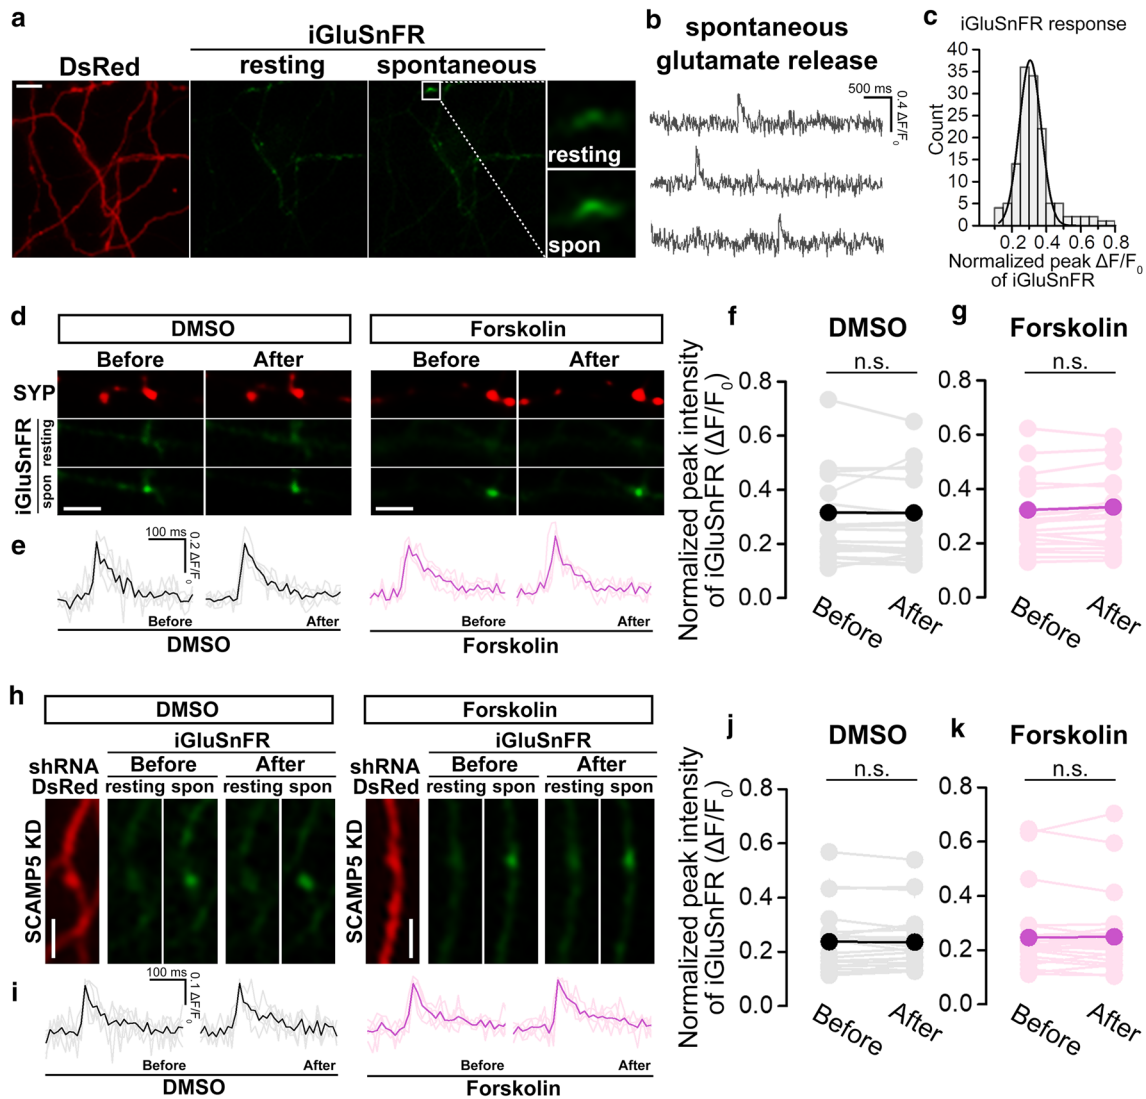 a
iGluSnFR
DsRed
resting
spontaneous
resting
spon
b
spontaneous
glutamate release
500 ms
0.4 ΔF/F0
c
iGluSnFR response
Count
40
35
30
25
20
15
10
5
0
0.2 0.4 0.6 0.8
Normalized peak ΔF/F0
of iGluSnFR
d
DMSO
Forskolin
Before After Before After
SYP
iGluSnFR
resting
spon
e
100 ms
0.2 ΔF/F0
Before After Before After
DMSO
Forskolin
f
DMSO
n.s.
Normalized peak intensity
of iGluSnFR (ΔF/F0)
0.8
0.6
0.4
0.2
0.0
Before After
g
Forskolin
n.s.
0.8
0.6
0.4
0.2
0.0
Before After
h
DMSO
Forskolin
iGluSnFR
iGluSnFR
shRNA Before After shRNA Before After
DsRed resting spon resting spon DsRed resting spon resting spon
SCAMP5 KD
SCAMP5 KD
i
100 ms
0.1 ΔF/F0
Before After Before After
DMSO
Forskolin
j
DMSO
n.s.
Normalized peak intensity
of iGluSnFR (ΔF/F0)
0.8
0.6
0.4
0.2
0.0
Before After
k
Forskolin
n.s.
0.8
0.6
0.4
0.2
0.0
Before After